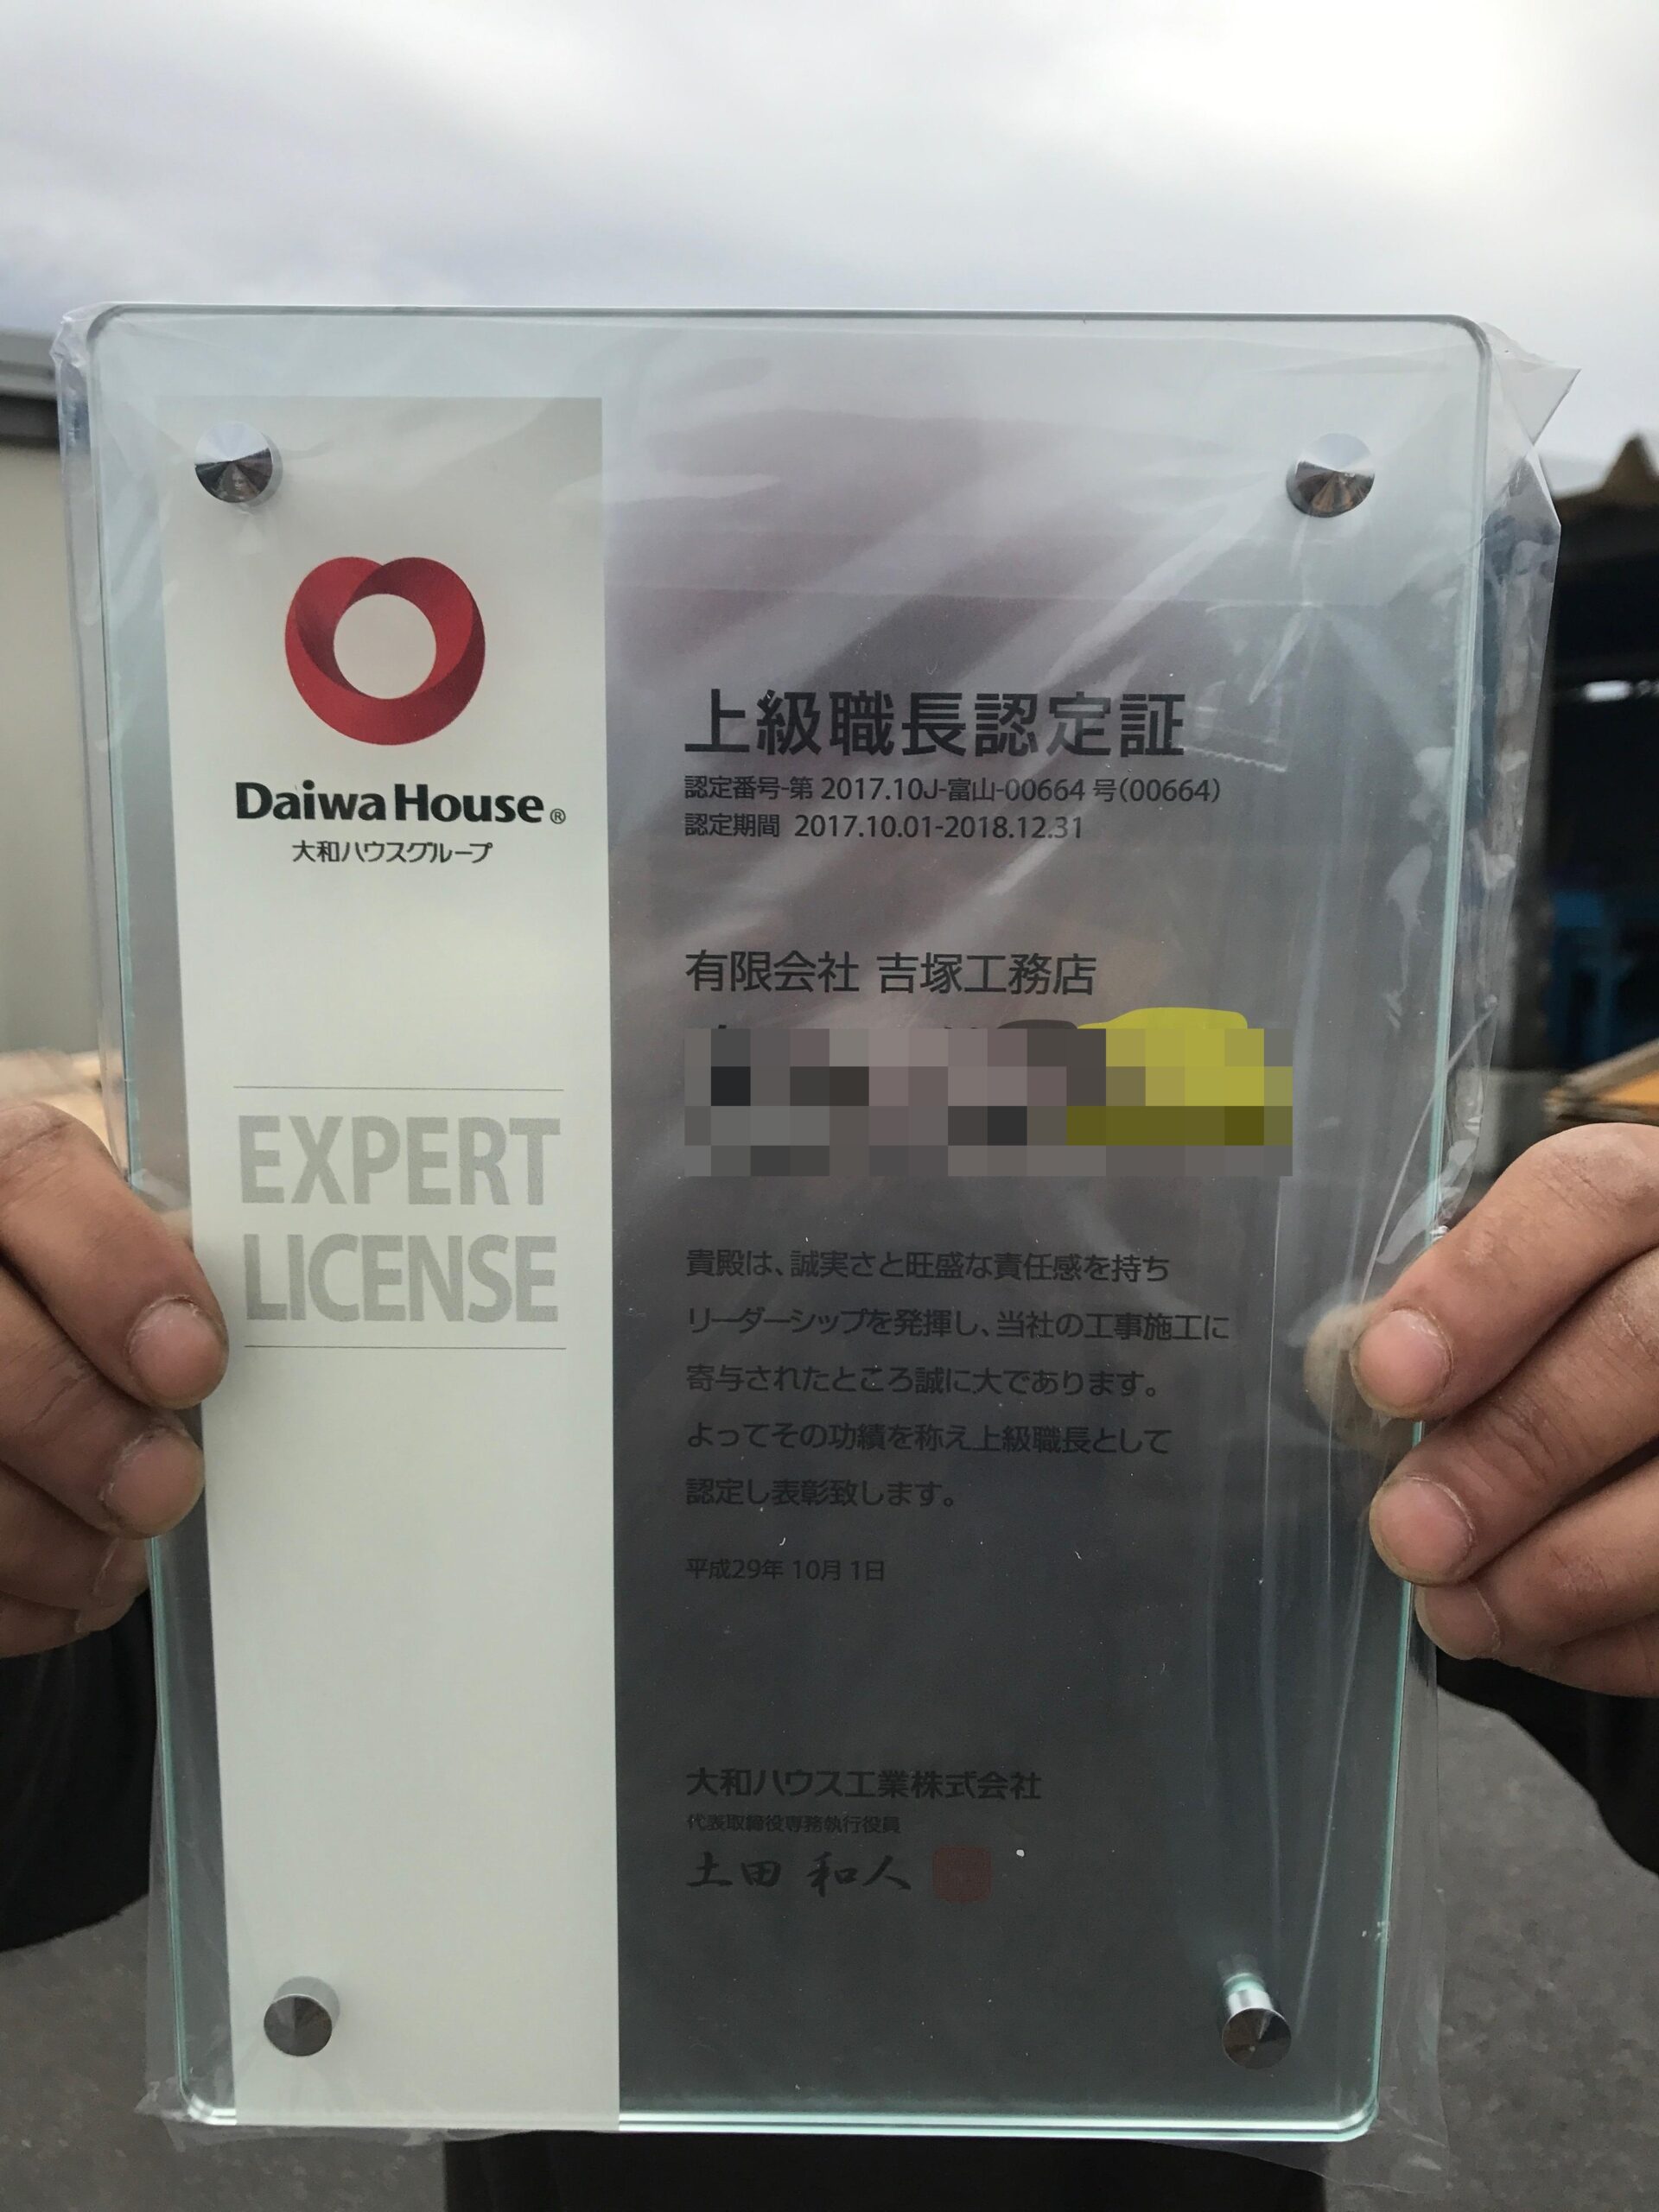 Daiwa House®
大和ハウスグループ
EXPERT
LICENSE
上級職長認定証
認定番号-第 2017.10J-富山-00664 号(00664)
認定期間 2017.10.01-2018.12.31
有限会社 吉塚工務店
貴殿は、誠実さと旺盛な責任感を持ち
リーダーシップを発揮し、当社の工事施工に
寄与されたところ誠に大であります。
よってその功績を称え上級職長として
認定し表彰致します。
平成29年 10月 1日
大和ハウス工業株式会社
代表取締役専務執行役員
土田 和人